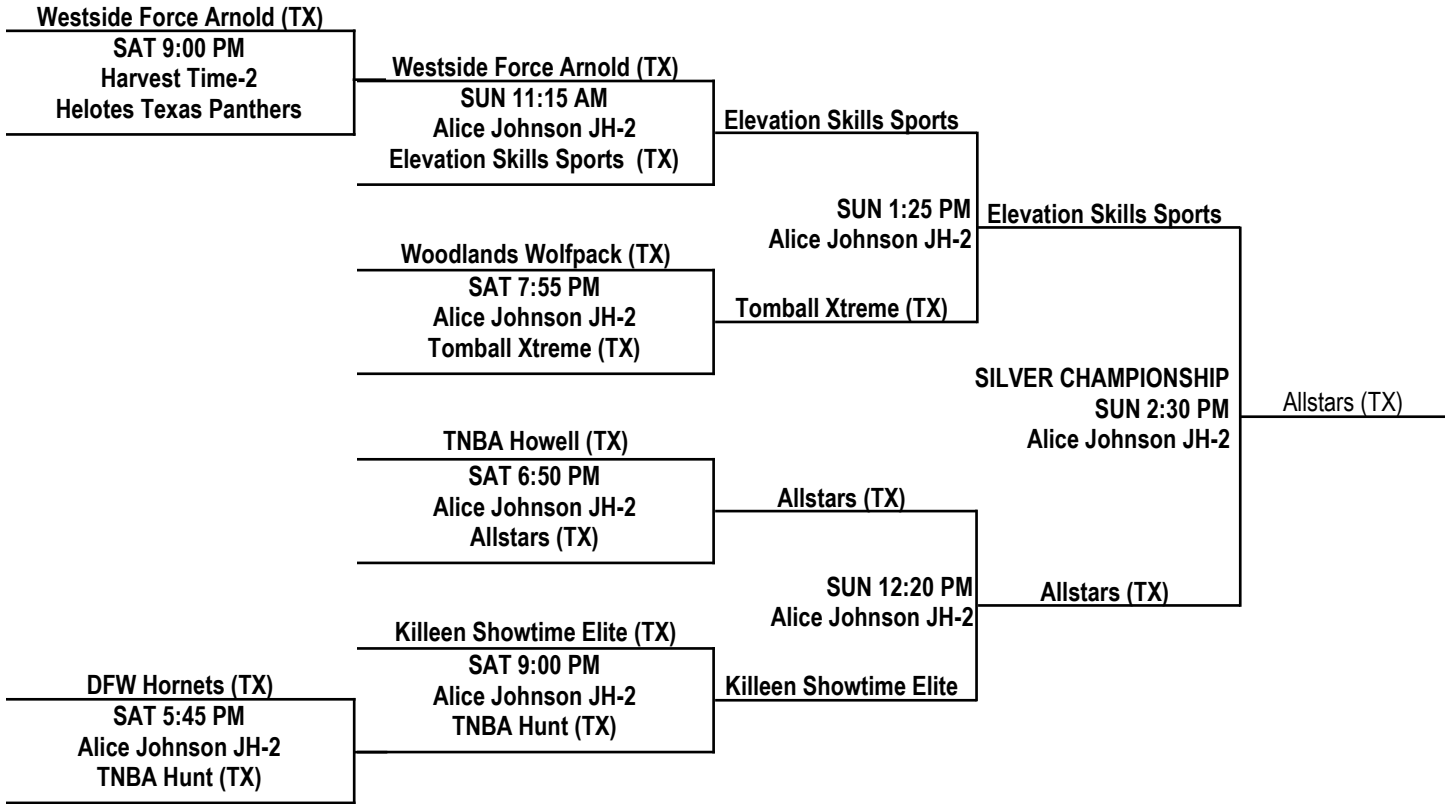 Westside Force Arnold (TX)
SAT 9:00 PM
Harvest Time-2
Helotes Texas Panthers
Westside Force Arnold (TX)
SUN 11:15 AM
Alice Johnson JH-2
Elevation Skills Sports (TX)
Elevation Skills Sports
SUN 1:25 PM
Alice Johnson JH-2
Elevation Skills Sports
Woodlands Wolfpack (TX)
SAT 7:55 PM
Alice Johnson JH-2
Tomball Xtreme (TX)
Tomball Xtreme (TX)
SILVER CHAMPIONSHIP
SUN 2:30 PM
Alice Johnson JH-2
Allstars (TX)
TNBA Howell (TX)
SAT 6:50 PM
Alice Johnson JH-2
Allstars (TX)
Allstars (TX)
SUN 12:20 PM
Alice Johnson JH-2
Allstars (TX)
Killeen Showtime Elite (TX)
SAT 9:00 PM
Alice Johnson JH-2
TNBA Hunt (TX)
Killeen Showtime Elite
DFW Hornets (TX)
SAT 5:45 PM
Alice Johnson JH-2
TNBA Hunt (TX)